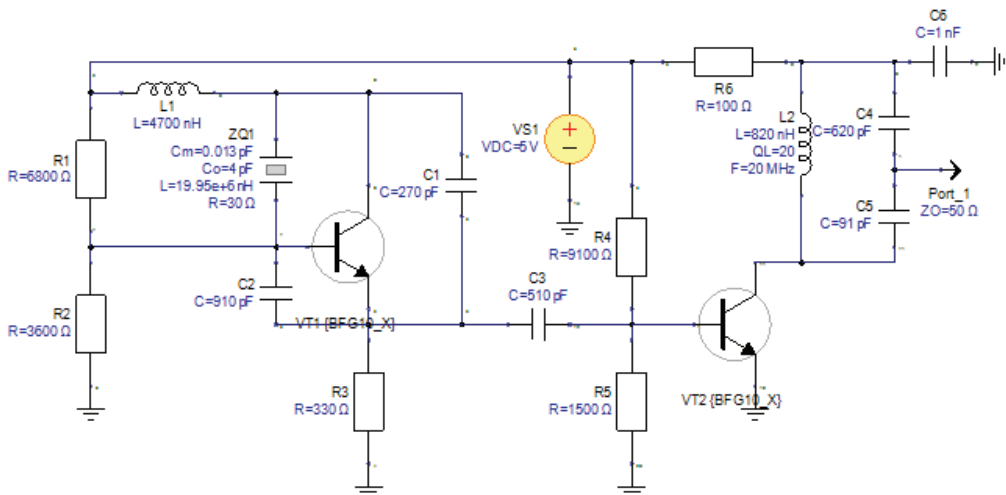 C6
C=1 nF
R6
R=100 Ω
L1
L=4700 nH
L2
L=820 nH
QL=20
F=20 MHz
C4
C=620 pF
VS1
VDC=5 V
ZQ1
Cm=0.013 pF
Co=4 pF
L=19.95e+6 nH
R=30 Ω
R1
R=6800 Ω
C1
C=270 pF
Port_1
ZO=50 Ω
C5
C=91 pF
R4
R=9100 Ω
C3
C=510 pF
C2
C=910 pF
R2
R=3600 Ω
VT1 {BFG10_X}
R3
R=330 Ω
R5
R=1500 Ω
VT2 {BFG10_X}